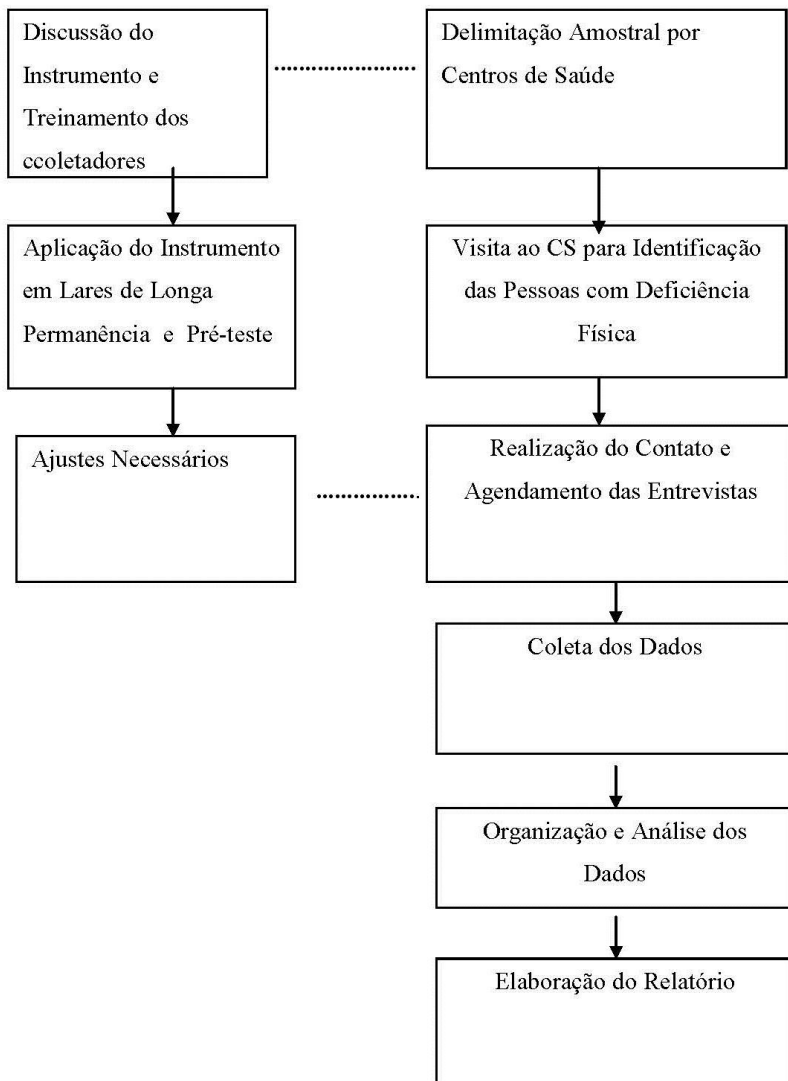 Discussão do
Instrumento e
Treinamento dos
ccoletadores
Delimitação Amostral por
Centros de Saúde
Aplicação do Instrumento
em Lares de Longa
Permanência e Pré-teste
Visita ao CS para Identificação
das Pessoas com Deficiência
Física
Ajustes Necessários
Realização do Contato e
Agendamento das Entrevistas
Coleta dos Dados
Organização e Análise dos
Dados
Elaboração do Relatório